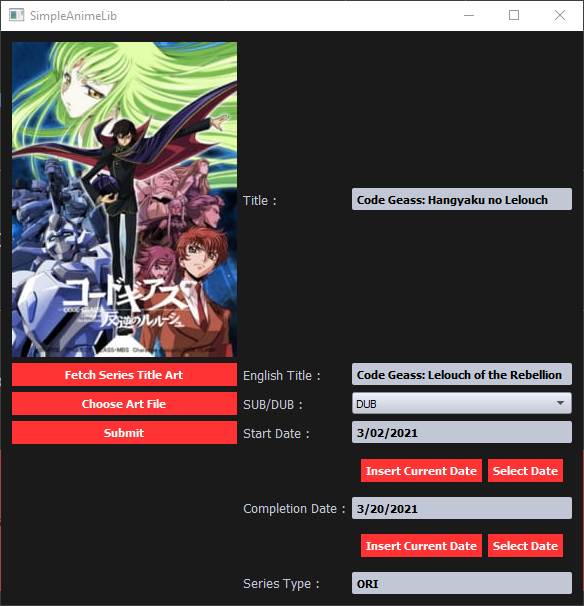 SimpleAnimeLib
Title :
Code Geass: Hangyaku no Lelouch
コードギアス
CODE GEASS
反逆のルルーシュ
Fetch Series Title Art
English Title :
Code Geass: Lelouch of the Rebellion
Choose Art File
SUB/DUB :
DUB
Submit
Start Date :
3/02/2021
Insert Current Date
Select Date
Completion Date :
3/20/2021
Insert Current Date
Select Date
Series Type :
ORI